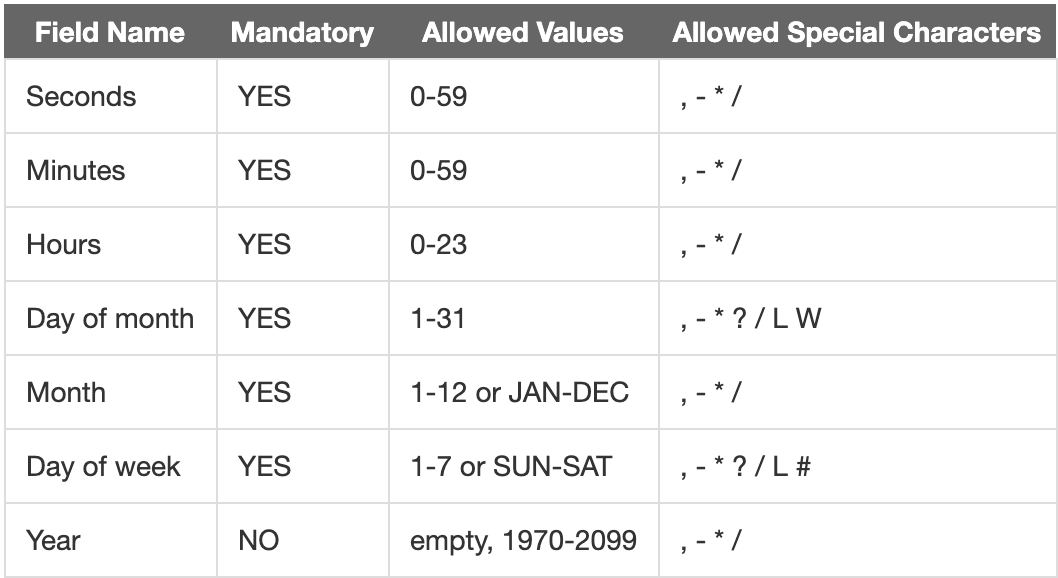 Field Name Mandatory Allowed Values Allowed Special Characters
Seconds YES 0-59 , - * /
Minutes YES 0-59 , - * /
Hours YES 0-23 , - * /
Day of month YES 1-31 , - * ? / L W
Month YES 1-12 or JAN-DEC , - * /
Day of week YES 1-7 or SUN-SAT , - * ? / L #
Year NO empty, 1970-2099 , - * /